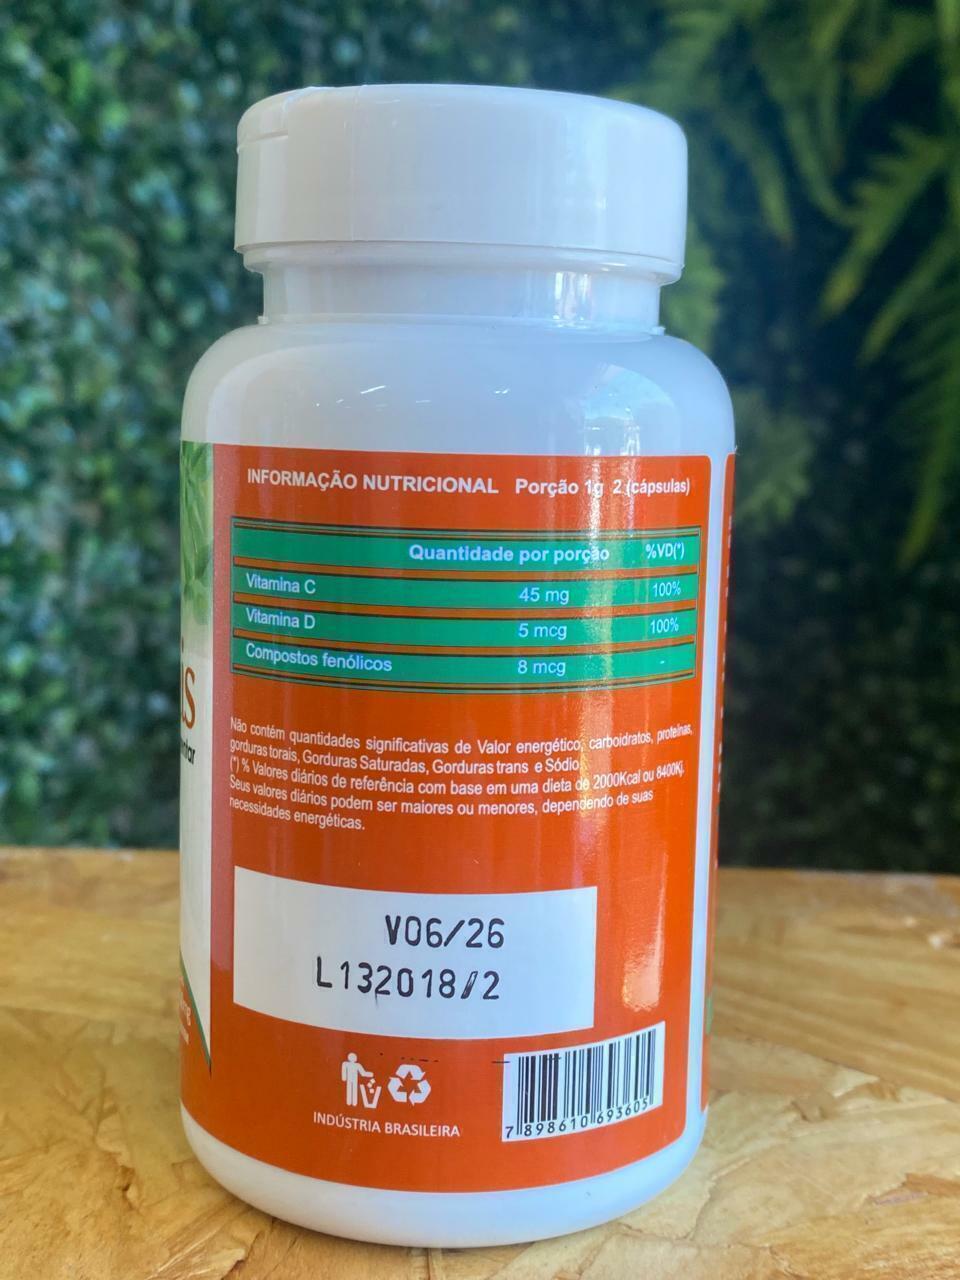 INFORMAÇÃO NUTRICIONAL Porção 1g 2 (cápsulas)
Quantidade por porção %VD(*)
Vitamina C 45 mg 100%
Vitamina D 5 mcg 100%
Compostos fenólicos 8 mcg -
Não contém quantidades significativas de Valor energético, carboidratos, proteínas,
gorduras torais, Gorduras Saturadas, Gorduras trans e Sódio.
(*) % Valores diários de referência com base em uma dieta de 2000Kcal ou 8400Kj.
Seus valores diários podem ser maiores ou menores, dependendo de suas
necessidades energéticas.
V06/26
L132018/2
INDÚSTRIA BRASILEIRA
7 898610 693605